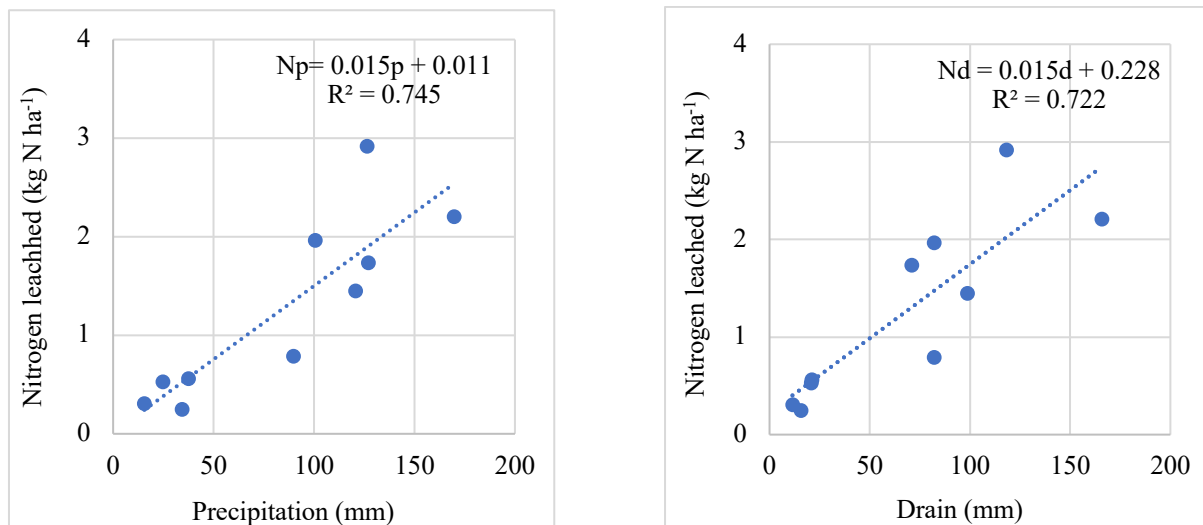 4
3
2
1
0
Nitrogen leachhed (kg N ha⁻¹)
Np= 0.015p + 0.011
R² = 0.745
0 50 100 150 200
Precipitation (mm)
4
3
2
1
0
Nitrogen leached (kg N ha⁻¹)
Nd = 0.015d + 0.228
R² = 0.722
0 50 100 150 200
Drain (mm)